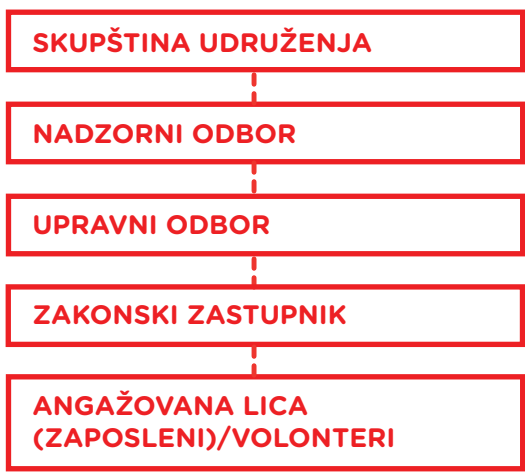 SKUPŠTINA UDRUŽENJA
NADZORNI ODBOR
UPRAVNI ODBOR
ZAKONSKI ZASTUPNIK
ANGAŽOVANA LICA
(ZAPOSLENI)/VOLONTERI